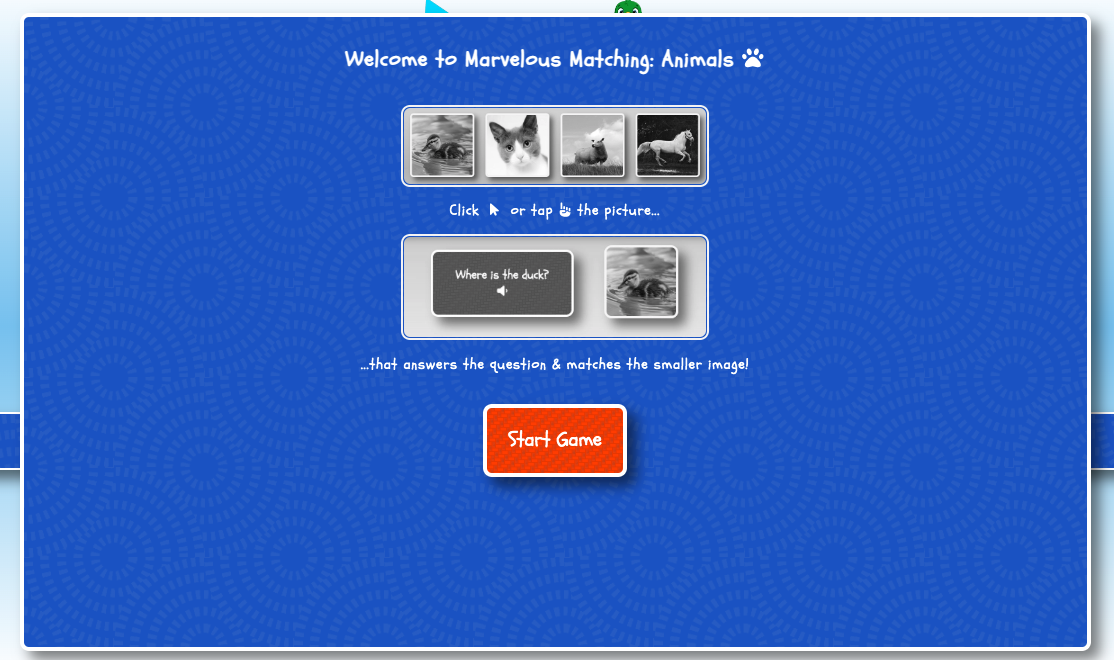 Welcome to Marvelous Matching: Animals
Click or tap the picture...
Where is the duck?
...that answers the question & matches the smaller image!
Start Game